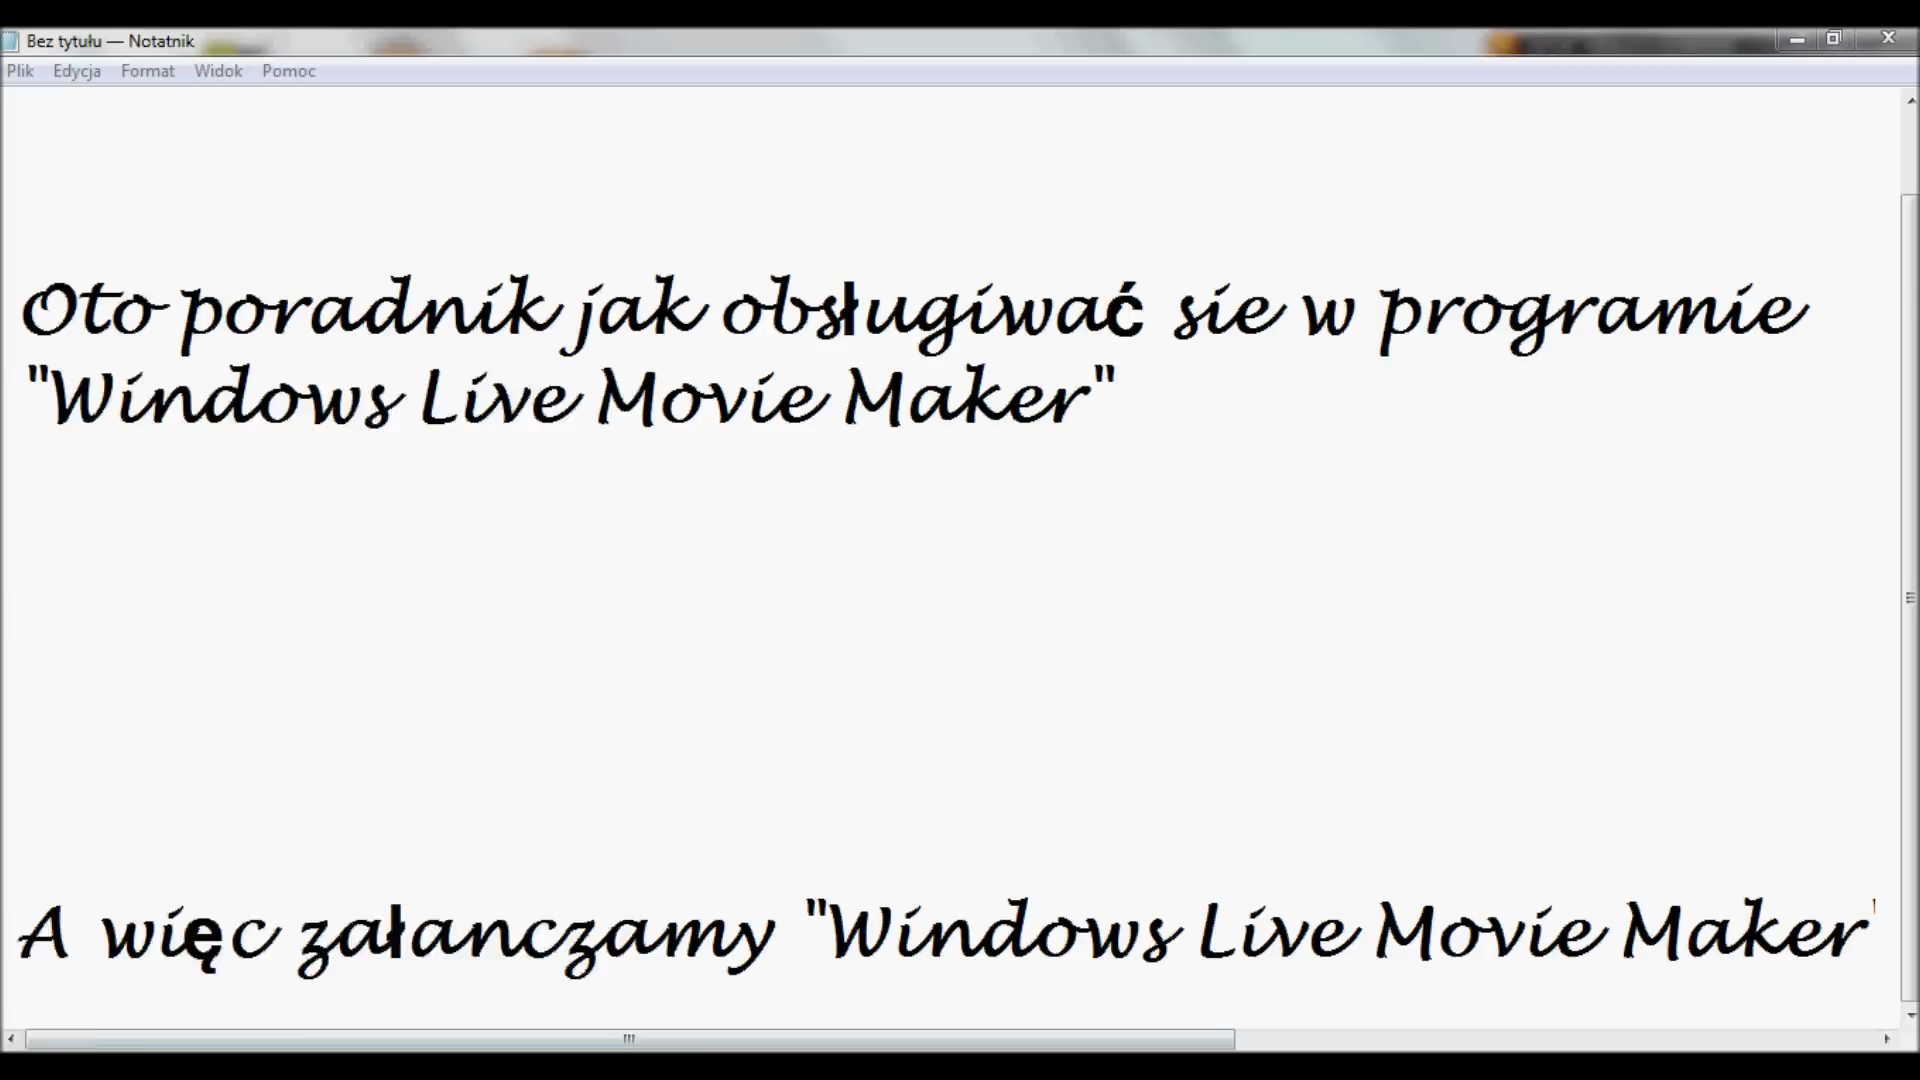 Bez tytułu — Notatnik
Plik Edycja Format Widok Pomoc
Oto poradnik jak obsługiwać sie w programie
"Windows Live Movie Maker"
A więc załanczamy "Windows Live Movie Maker"